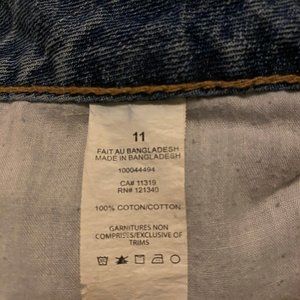 11
FAIT AU BANGLADESH
MADE IN BANGLADESH
100044494
CA# 11319
RN# 121340
100% COTON/COTTON
GARNITURES NON
COMPRISES/EXCLUSIVE OF
TRIMS